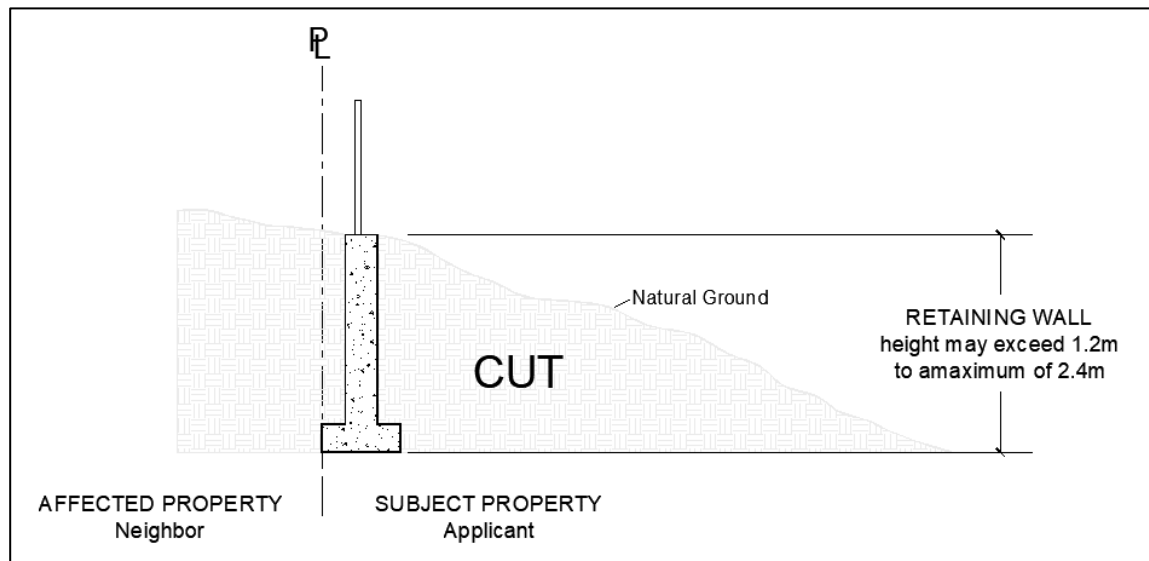 PL
Natural Ground
RETAINING WALL
height may exceed 1.2m
to amaximum of 2.4m
CUT
AFFECTED PROPERTY
Neighbor
SUBJECT PROPERTY
Applicant